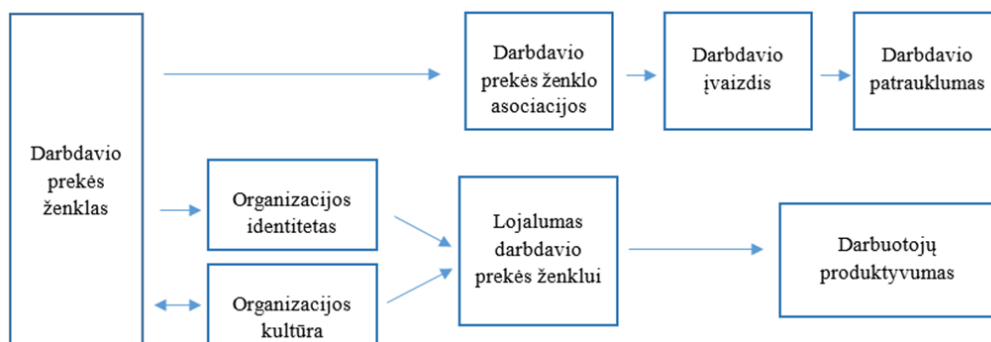 Darbdavio
prekės
ženklas
Darbdavio
prekės ženklo
asociacijos
Darbdavio
įvaizdis
Darbdavio
patrauklumas
Organizacijos
identitetas
Organizacijos
kultūra
Lojalumas
darbdavio
prekės ženklui
Darbuotojų
produktyvumas